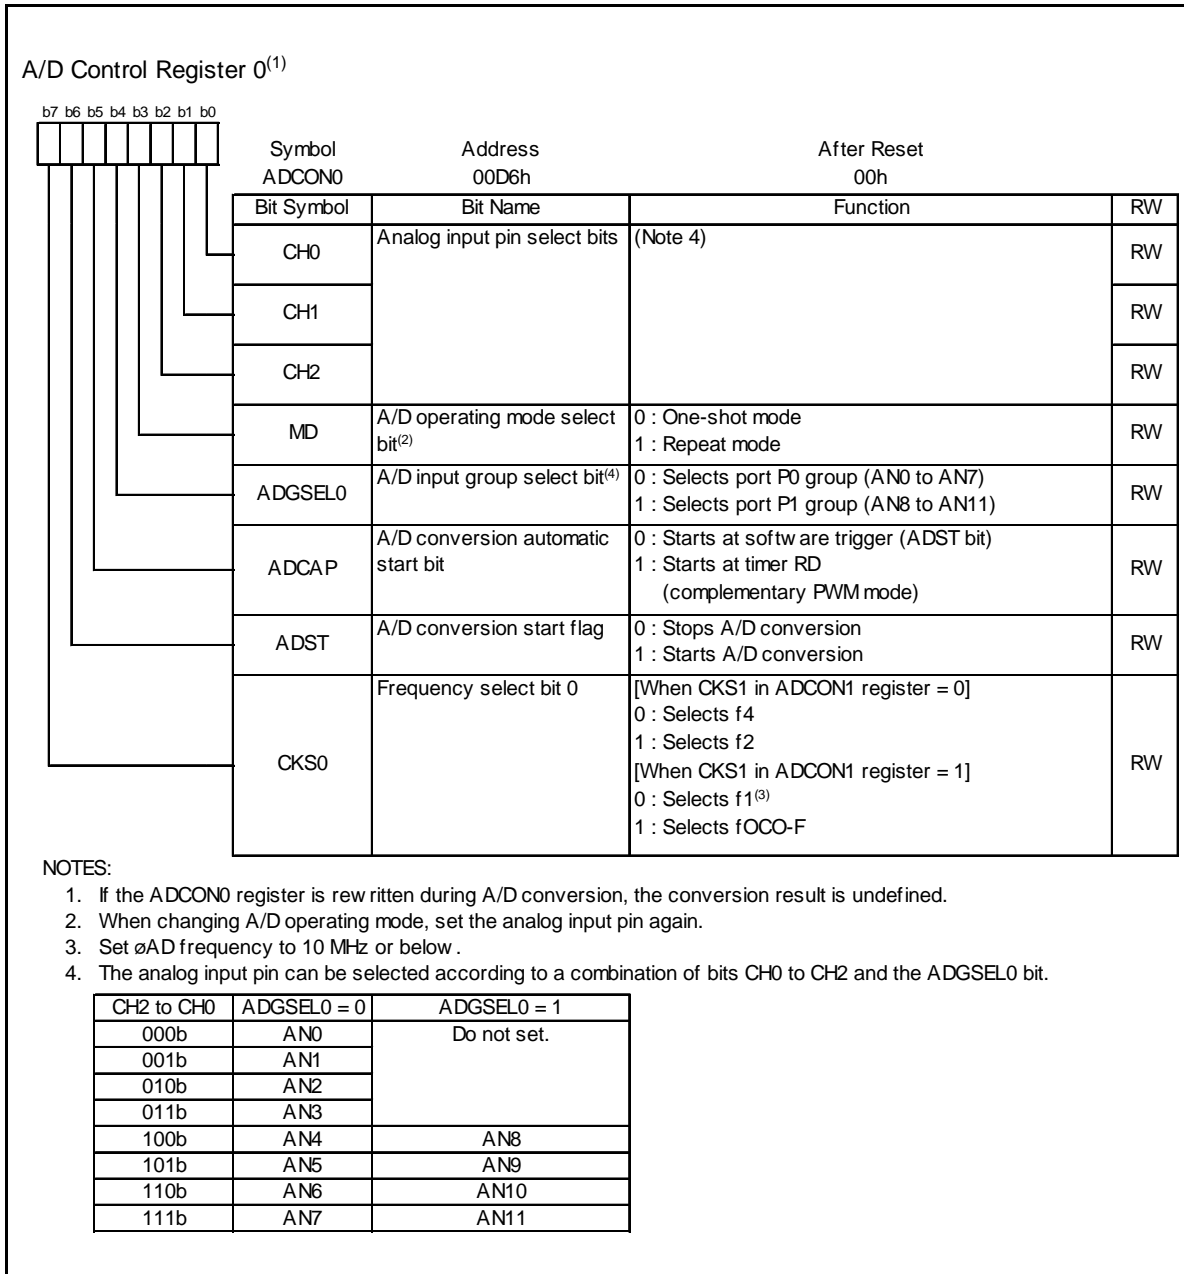 A/D Control Register 0(1)
b7 b6 b5 b4 b3 b2 b1 b0
Symbol Address After Reset
ADCON0 00D6h 00h
Bit Symbol Bit Name Function RW
CH0 Analog input pin select bits (Note 4) RW
CH1 RW
CH2 RW
MD A/D operating mode select bit(2) 0 : One-shot mode
1 : Repeat mode RW
ADGSEL0 A/D input group select bit(4) 0 : Selects port P0 group (AN0 to AN7)
1 : Selects port P1 group (AN8 to AN11) RW
ADCAP A/D conversion automatic start bit 0 : Starts at software trigger (ADST bit)
1 : Starts at timer RD
(complementary PWM mode) RW
ADST A/D conversion start flag 0 : Stops A/D conversion
1 : Starts A/D conversion RW
CKS0 Frequency select bit 0 [When CKS1 in ADCON1 register = 0]
0 : Selects f4
1 : Selects f2
[When CKS1 in ADCON1 register = 1]
0 : Selects f1(3)
1 : Selects fOCO-F RW
NOTES:
1. If the ADCON0 register is rewritten during A/D conversion, the conversion result is undefined.
2. When changing A/D operating mode, set the analog input pin again.
3. Set øAD frequency to 10 MHz or below.
4. The analog input pin can be selected according to a combination of bits CH0 to CH2 and the ADGSEL0 bit.
CH2 to CH0 ADGSEL0 = 0 ADGSEL0 = 1
000b AN0 Do not set.
001b AN1
010b AN2
011b AN3
100b AN4 AN8
101b AN5 AN9
110b AN6 AN10
111b AN7 AN11